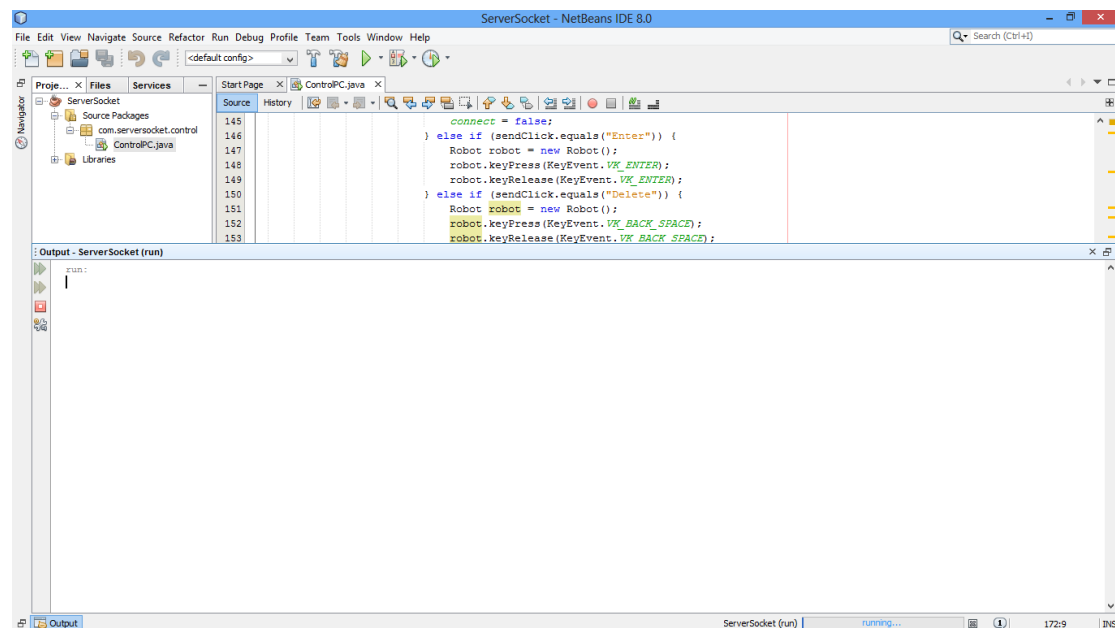 ServerSocket - NetBeans IDE 8.0
File Edit View Navigate Source Refactor Run Debug Profile Team Tools Window Help
Search (Ctrl+I)
<default config>
Proje... Files Services
Start Page ControlPC.java
Navigator
ServerSocket
Source Packages
com.serversocket.control
ControlPC.java
Libraries
Source History
145 connect = false;
146 } else if (sendClick.equals("Enter")) {
147 Robot robot = new Robot();
148 robot.keyPress(KeyEvent.VK_ENTER);
149 robot.keyRelease(KeyEvent.VK_ENTER);
150 } else if (sendClick.equals("Delete")) {
151 Robot robot = new Robot();
152 robot.keyPress(KeyEvent.VK_BACK_SPACE);
153 robot.keyRelease(KeyEvent.VK_BACK_SPACE);
Output - ServerSocket (run)
run:
Output
ServerSocket (run) running... 1 172:9 INS